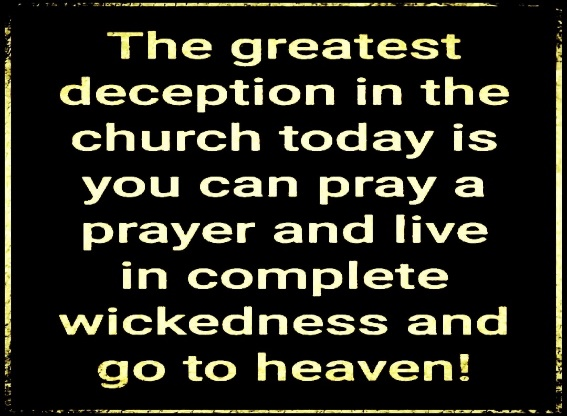 The greatest
deception in the
church today is
you can pray a
prayer and live
in complete
wickedness and
go to heaven!